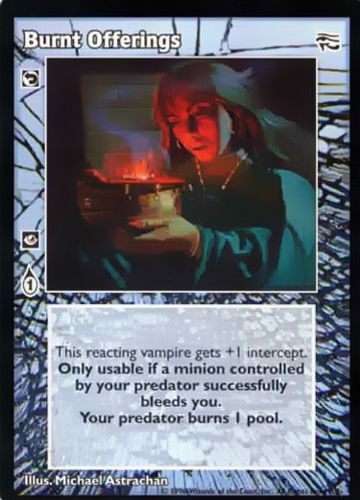 Burnt Offerings
1
This reacting vampire gets +1 intercept.
Only usable if a minion controlled
by your predator successfully
bleeds you.
Your predator burns 1 pool.
Illus. Michael Astrachan